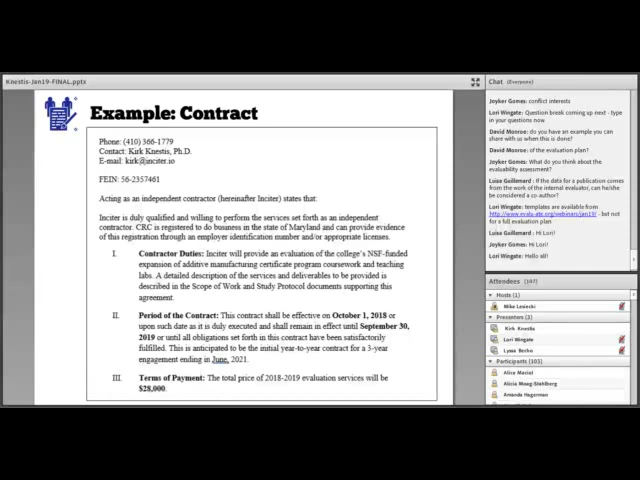 Knestis-Jan19-FINAL.pptx
Example: Contract
Phone: (410) 366-1779
Contact: Kirk Knestis, Ph.D.
E-mail: kirk@inciter.io
FEIN: 56-2357461
Acting as an independent contractor (hereinafter Inciter) states that:
Inciter is duly qualified and willing to perform the services set forth as an independent
contractor. CRC is registered to do business in the state of Maryland and can provide evidence
of this registration through an employer identification number and/or appropriate licenses.
I. Contractor Duties: Inciter will provide an evaluation of the college's NSF-funded
expansion of additive manufacturing certificate program coursework and teaching
labs. A detailed description of the services and deliverables to be provided is
described in the Scope of Work and Study Protocol documents supporting this
agreement.
II. Period of the Contract: This contract shall be effective on October 1, 2018 or
upon such date as it is duly executed and shall remain in effect until September 30,
2019 or until all obligations set forth in this contract have been satisfactorily
fulfilled. This is anticipated to be the initial year-to-year contract for a 3-year
engagement ending in June, 2021.
III. Terms of Payment: The total price of 2018-2019 evaluation services will be
$28,000.
Chat (Everyone)
Joyker Gomes: conflict interests
Lori Wingate: Question break coming up next - type
in your questions now
David Monroe: do you have an example you can
share with us when this is done?
David Monroe: of the evaluation plan?
Joyker Gomes: What do you think about the
evaluability assessment?
Luisa Guillemard: If the data for a publication comes
from the work of the internal evaluator, can he/she
be considered a co-author?
Lori Wingate: templates are available from
http://www.evalu-ate.org/webinars/jan19/ - but not
for a full evaluation plan
Luisa Guillemard: Hi Lori!
Joyker Gomes: Hi Lori!
Lori Wingate: Hello all!
Attendees (107)
Hosts (1)
Mike Lesiecki
Presenters (3)
Kirk Knestis
Lori Wingate
Lyssa Becho
Participants (103)
Alice Maciel
Alicia Moag-Stahlberg
Amanda Hagerman